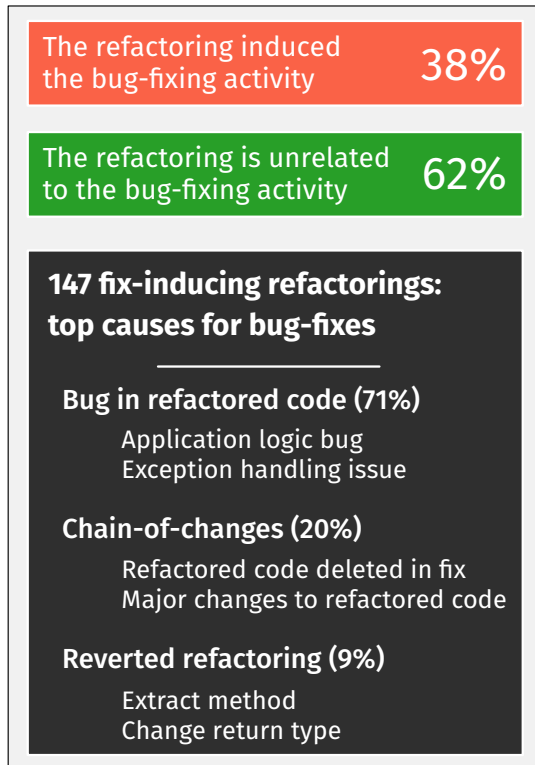 The refactoring induced
the bug-fixing activity
38%
The refactoring is unrelated
to the bug-fixing activity
62%
147 fix-inducing refactorings:
top causes for bug-fixes
Bug in refactored code (71%)
Application logic bug
Exception handling issue
Chain-of-changes (20%)
Refactored code deleted in fix
Major changes to refactored code
Reverted refactoring (9%)
Extract method
Change return type